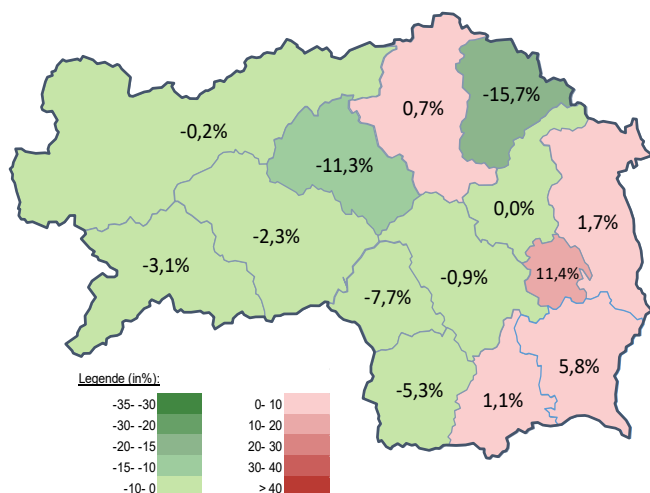 0,7%
-15,7%
-0,2%
-11,3%
0,0%
1,7%
-2,3%
-3,1%
-0,9%
11,4%
-7,7%
5,8%
-5,3%
1,1%
Legende (in%):
-35- -30 0- 10
-30- -20 10- 20
-20- -15 20- 30
-15- -10 30- 40
-10- 0 > 40